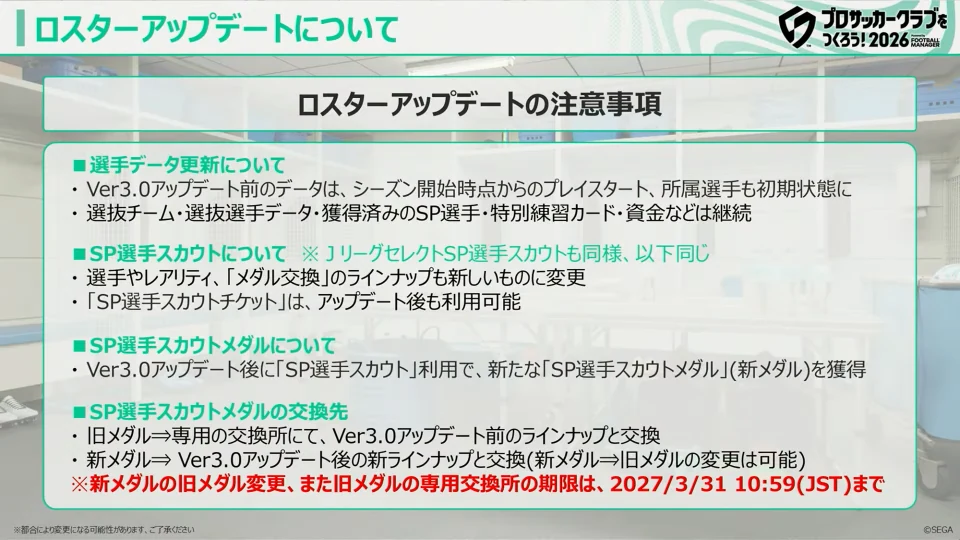 ロスターアップデートについて
プロサッカークラブを
つくろう!2026 Powered by FOOTBALL MANAGER
ロスターアップデートの注意事項
■選手データ更新について
・Ver3.0アップデート前のデータは、シーズン開始時点からのプレイスタート、所属選手も初期状態に
・選抜チーム・選抜選手データ・獲得済みのSP選手・特別練習カード・資金などは継続
■SP選手スカウトについて ※JリーグセレクトSP選手スカウトも同様、以下同じ
・選手やレアリティ、「メダル交換」のラインナップも新しいものに変更
・「SP選手スカウトチケット」は、アップデート後も利用可能
■SP選手スカウトメダルについて
・Ver3.0アップデート後に「SP選手スカウト」利用で、新たな「SP選手スカウトメダル」(新メダル)を獲得
■SP選手スカウトメダルの交換先
・旧メダル⇒専用の交換所にて、Ver3.0アップデート前のラインナップと交換
・新メダル⇒ Ver3.0アップデート後の新ラインナップと交換(新メダル⇒旧メダルの変更は可能)
※新メダルの旧メダル変更、また旧メダルの専用交換所の期限は、2027/3/31 10:59(JST)まで
※都合により変更になる可能性があります、ご了承ください
©SEGA